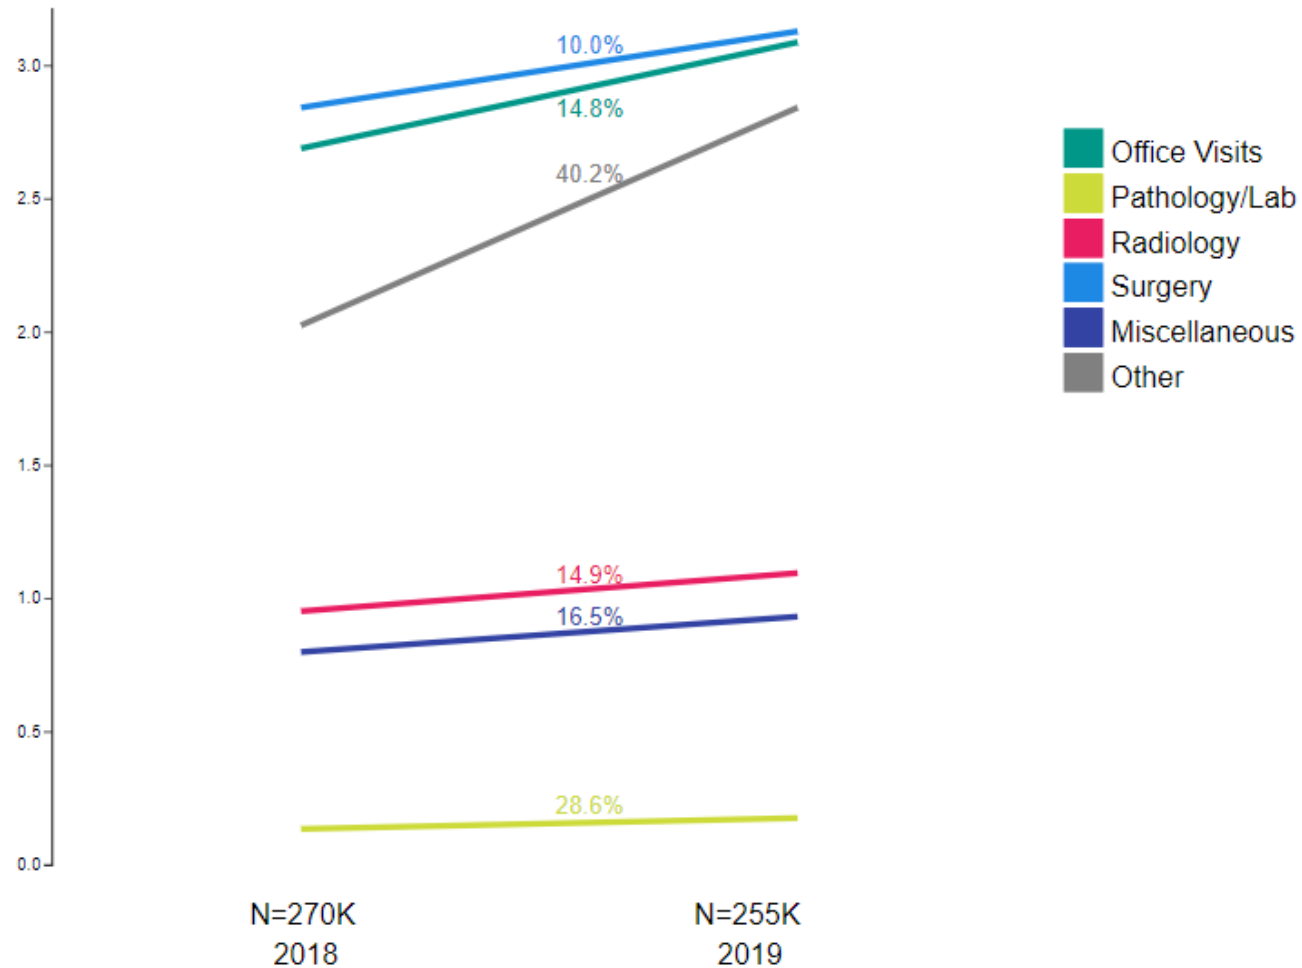 3.0
2.5
2.0
1.5
1.0
0.5
0.0
10.0%
14.8%
40.2%
14.9%
16.5%
28.6%
N=270K
2018
N=255K
2019
Office Visits
Pathology/Lab
Radiology
Surgery
Miscellaneous
Other